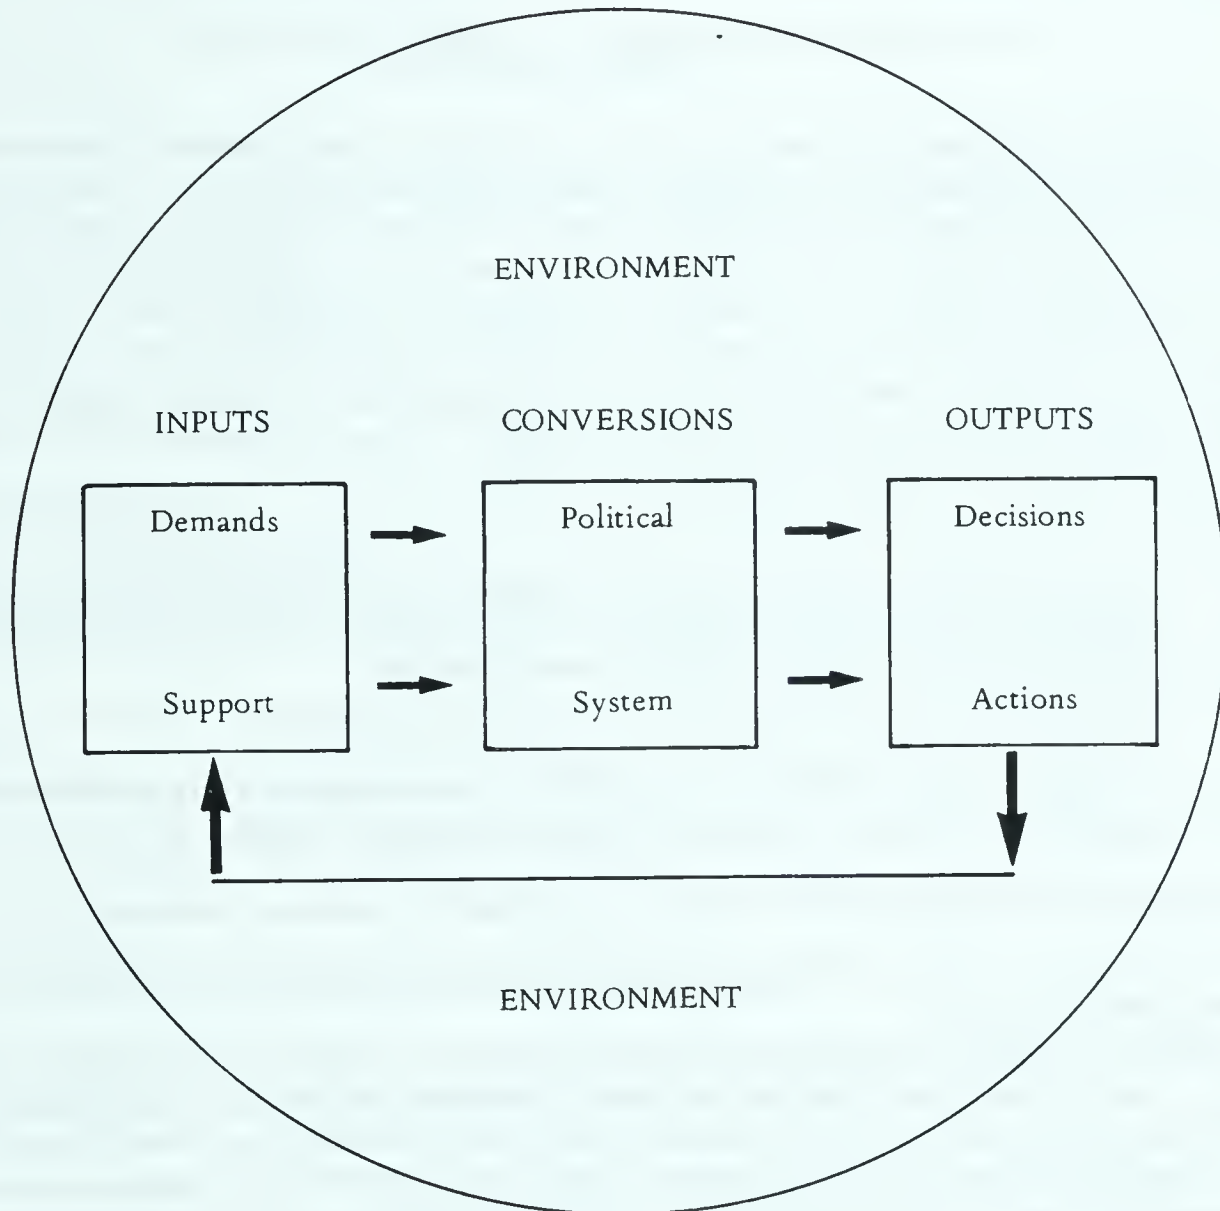 ENVIRONMENT
INPUTS CONVERSIONS OUTPUTS
Demands Political Decisions
Support System Actions
ENVIRONMENT